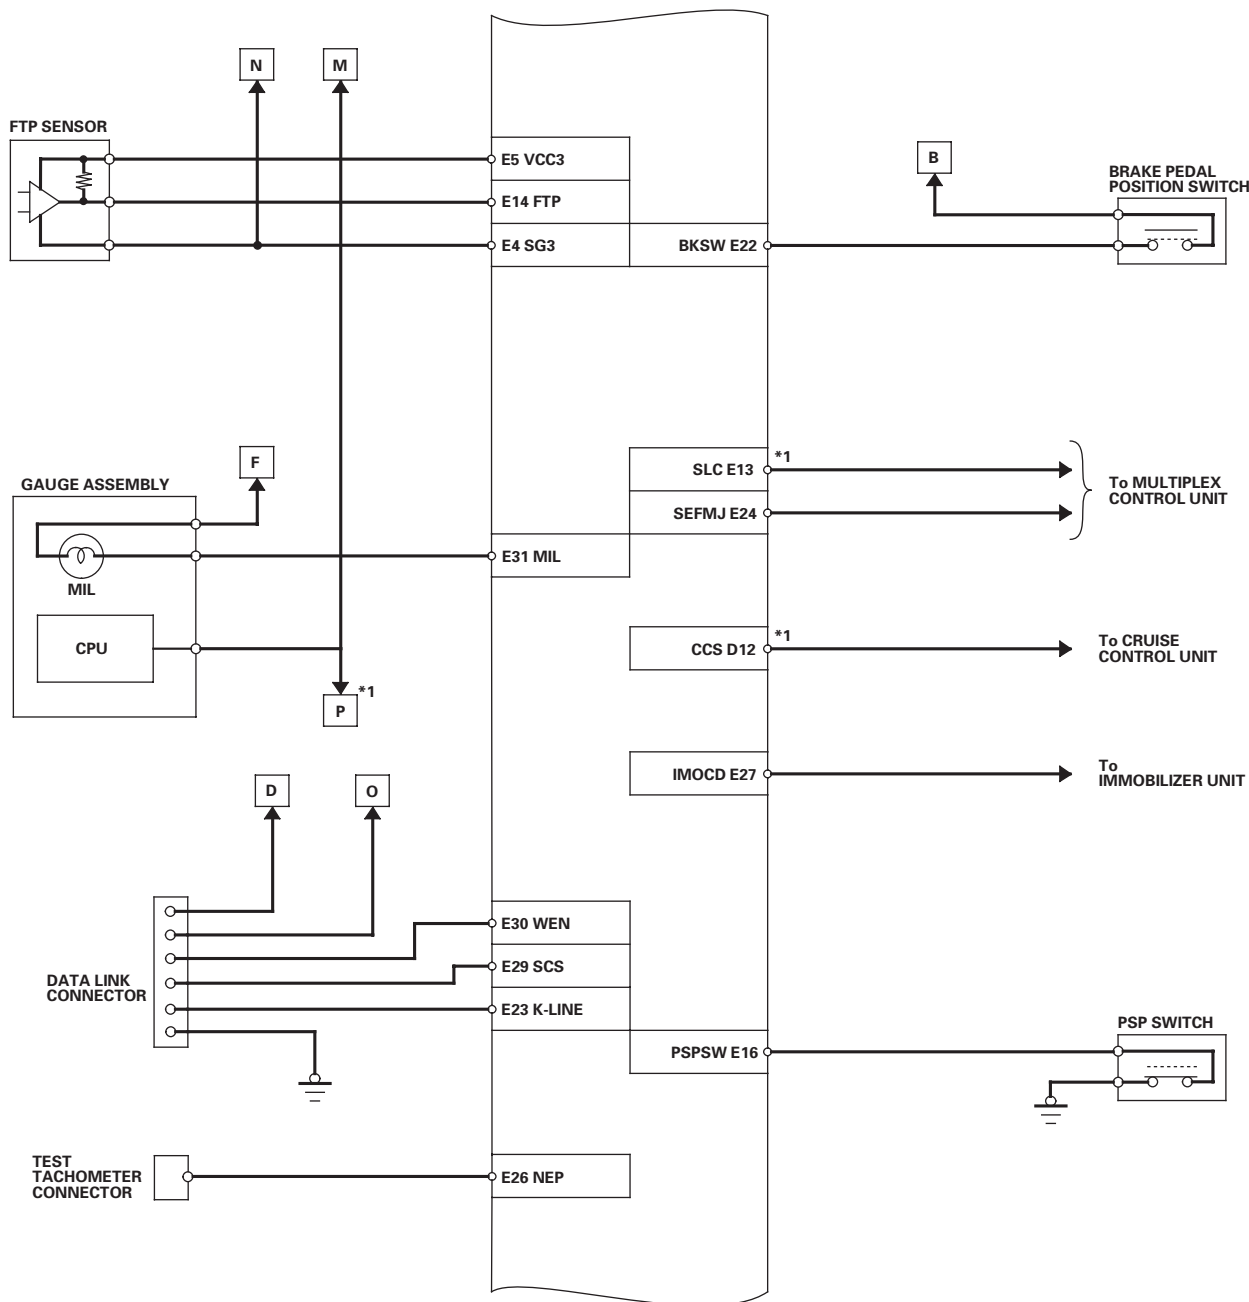 N
M
FTP SENSOR
E5 VCC3
E14 FTP
E4 SG3
BKSW E22
B
BRAKE PEDAL
POSITION SWITCH
F
GAUGE ASSEMBLY
MIL
CPU
E31 MIL
P
*1
SLC E13
*1
SEFMJ E24
To MULTIPLEX
CONTROL UNIT
CCS D12
*1
To CRUISE
CONTROL UNIT
IMOCD E27
To
IMMOBILIZER UNIT
D
O
DATA LINK
CONNECTOR
E30 WEN
E29 SCS
E23 K-LINE
PSPSW E16
PSP SWITCH
TEST
TACHOMETER
CONNECTOR
E26 NEP